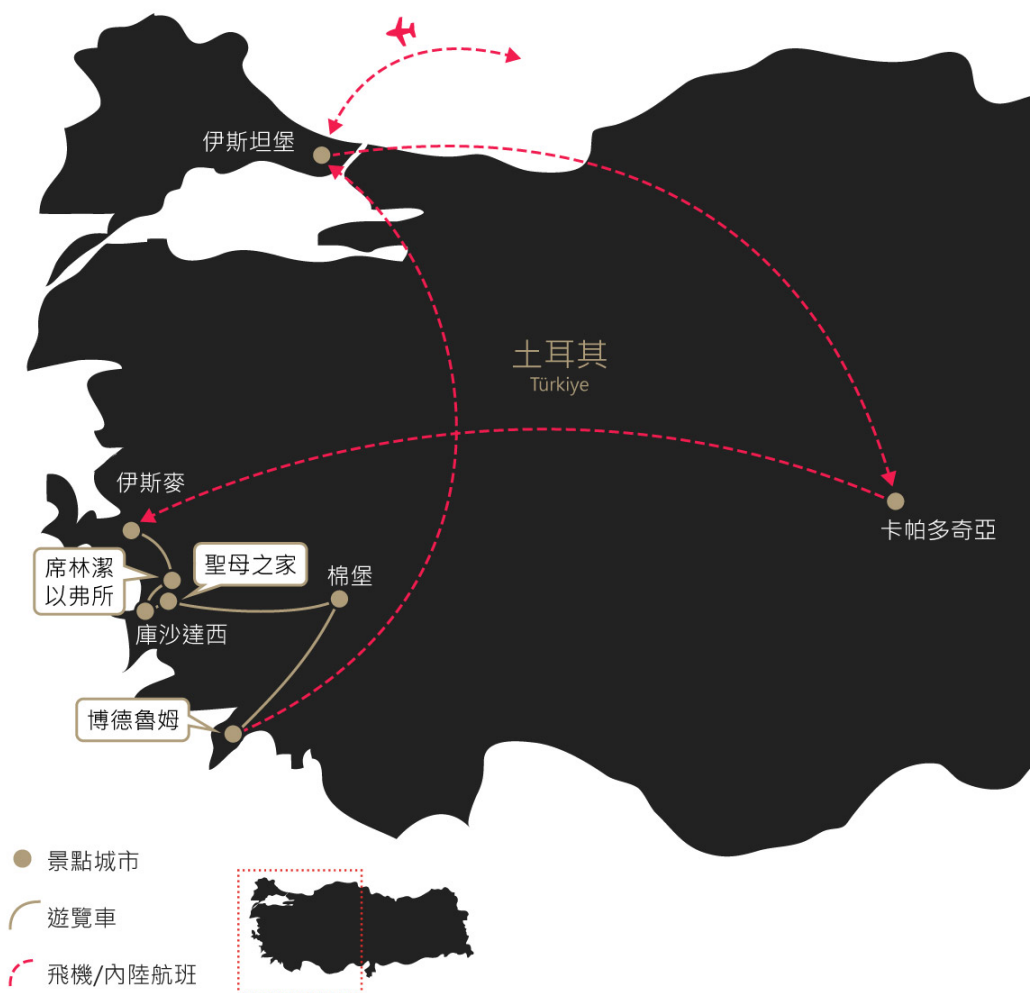 伊斯坦堡
土耳其
Türkiye
伊斯麥
卡帕多奇亞
席林潔
以弗所
聖母之家
棉堡
庫沙達西
博德魯姆
景點城市
遊覽車
飛機/內陸航班